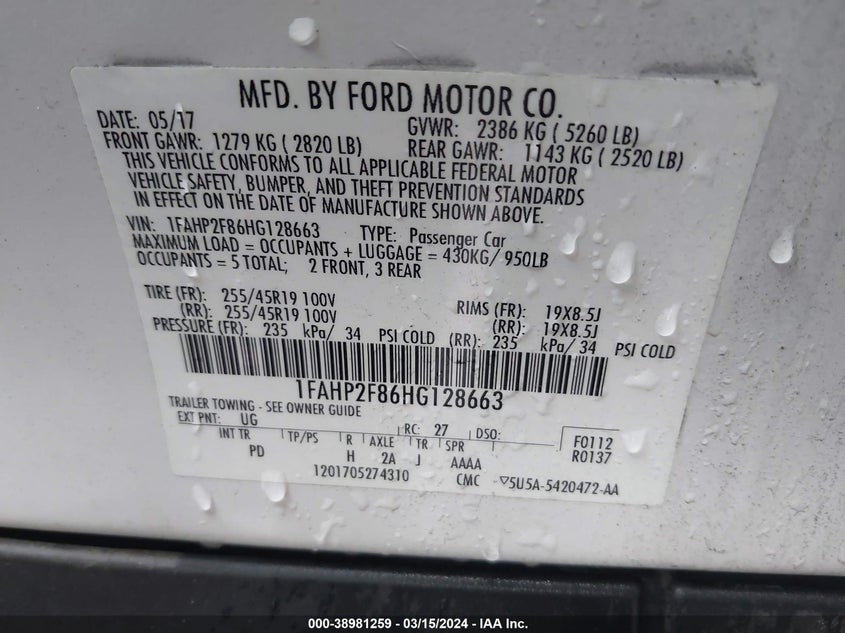 MFD. BY FORD MOTOR CO.
DATE: 05/17 GVWR: 2386 KG ( 5260 LB)
FRONT GAWR: 1279 KG ( 2820 LB) REAR GAWR: 1143 KG ( 2520 LB)
THIS VEHICLE CONFORMS TO ALL APPLICABLE FEDERAL MOTOR
VEHICLE SAFETY, BUMPER, AND THEFT PREVENTION STANDARDS
IN EFFECT ON THE DATE OF MANUFACTURE SHOWN ABOVE.
VIN: 1FAHP2F86HG128663 TYPE: Passenger Car
MAXIMUM LOAD = OCCUPANTS + LUGGAGE = 430KG/ 950LB
OCCUPANTS = 5 TOTAL; 2 FRONT, 3 REAR
TIRE (FR): 255/45R19 100V RIMS (FR): 19X8.5J
(RR): 255/45R19 100V (RR): 19X8.5J
PRESSURE (FR): 235 kPa/ 34 PSI COLD (RR): 235 kPa/ 34 PSI COLD
1FAHP2F86HG128663
TRAILER TOWING - SEE OWNER GUIDE
EXT PNT: UG RC: 27 DSO: F0112
INT TR TP/PS R AXLE TR SPR R0137
PD H 2A J AAAA
1201705274310 CMC ▽5U5A-5420472-AA
000-38981259 - 03/15/2024 - IAA Inc.